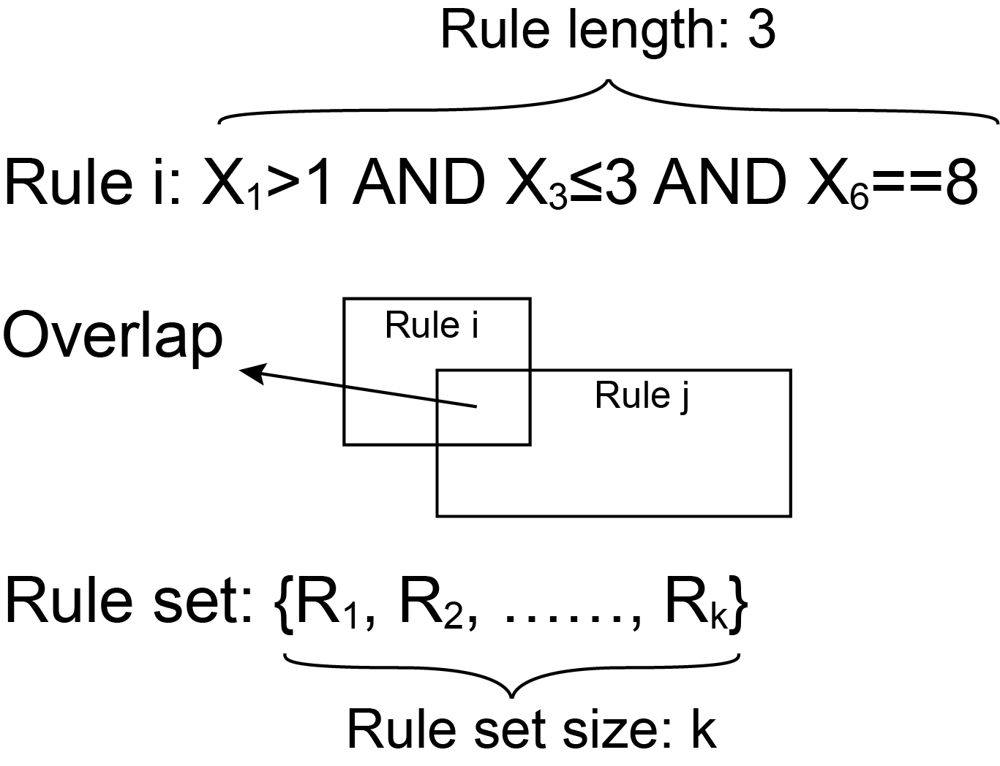 Rule length: 3
Rule i: X₁>1 AND X₃≤3 AND X₆==8
Overlap
Rule i
Rule j
Rule set: {R₁, R₂, ......, Rₖ}
Rule set size: k